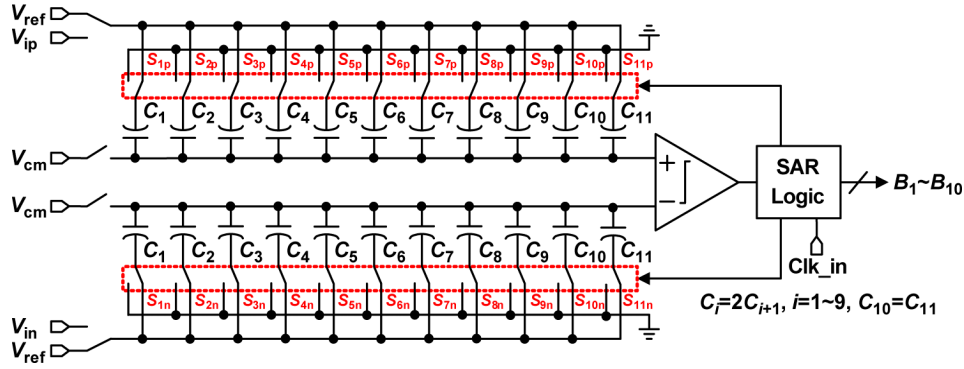 Vref
Vip
S1p S2p S3p S4p S5p S6p S7p S8p S9p S10p S11p
C1 C2 C3 C4 C5 C6 C7 C8 C9 C10 C11
Vcm
+
SAR
Logic
B1~B10
−
Vcm
C1 C2 C3 C4 C5 C6 C7 C8 C9 C10 C11
Clk_in
S1n S2n S3n S4n S5n S6n S7n S8n S9n S10n S11n
Ci=2Ci+1, i=1~9, C10=C11
Vin
Vref